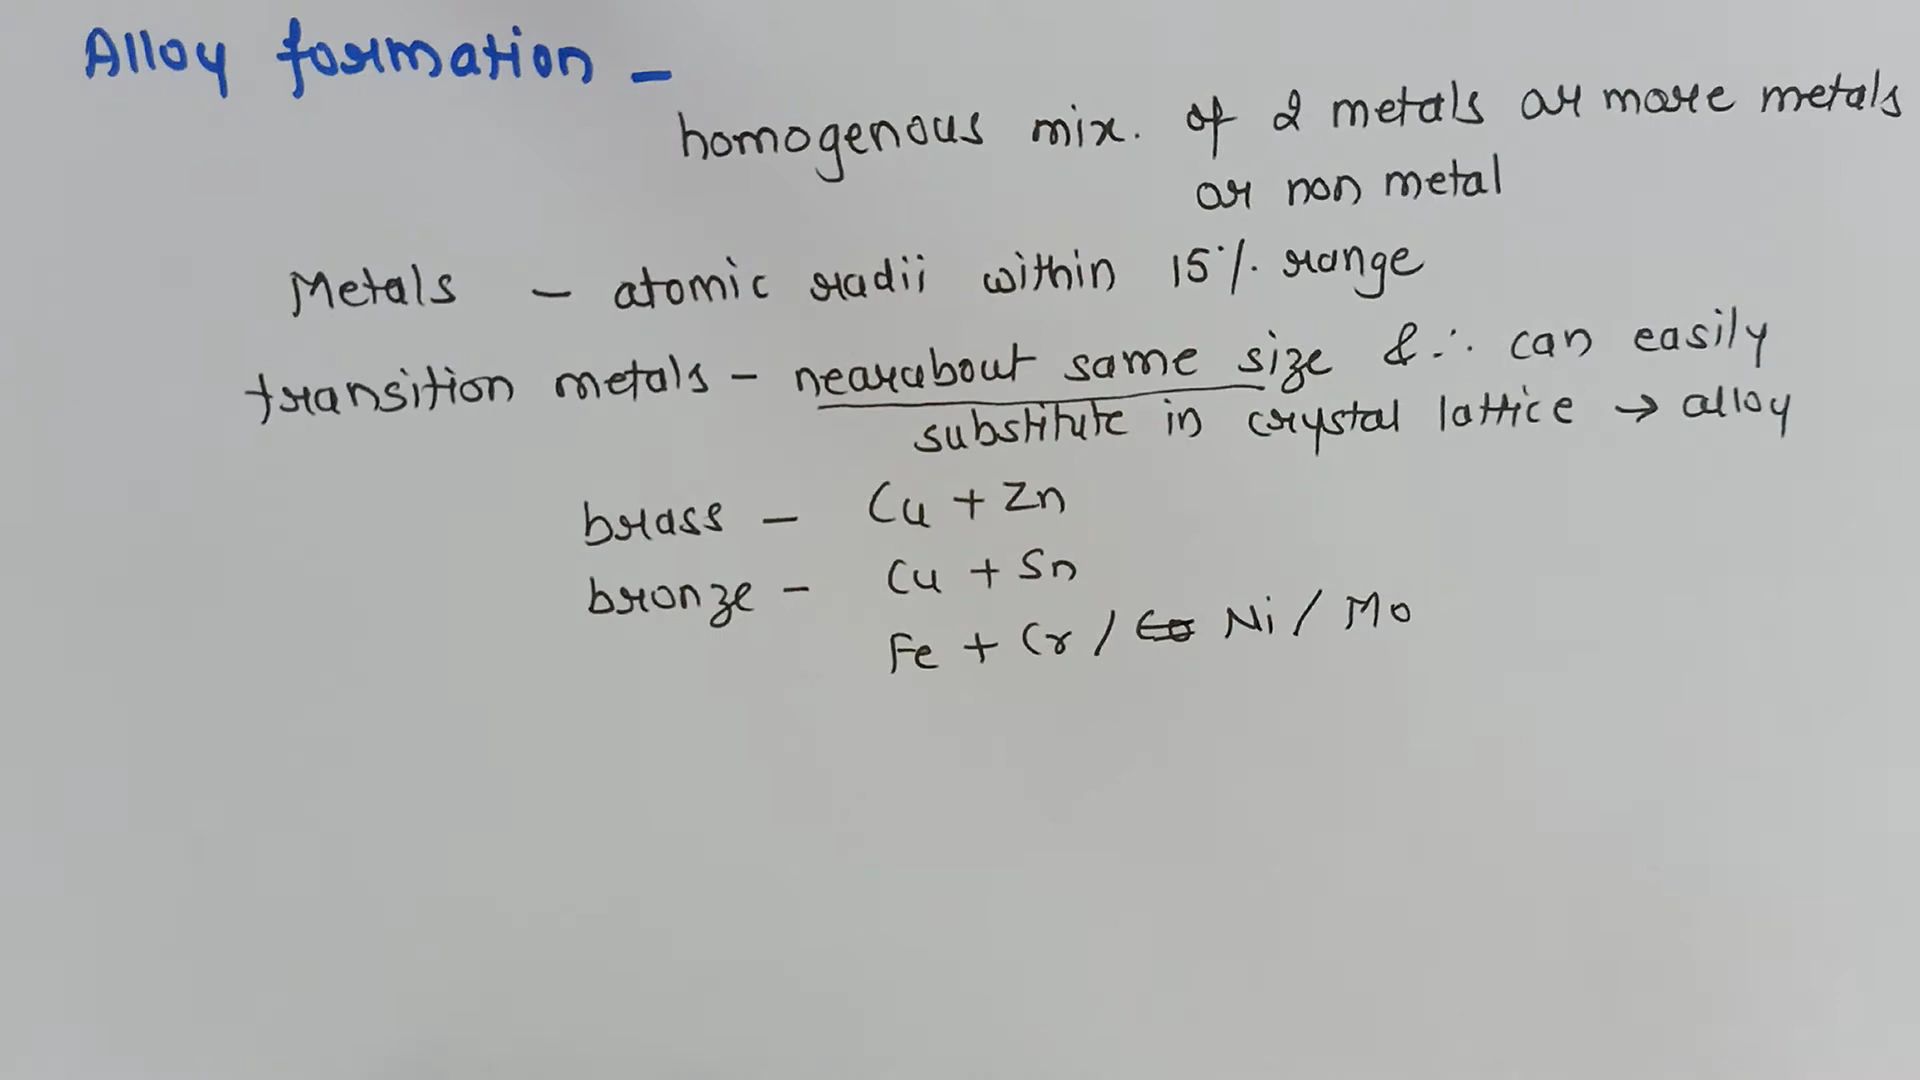 Alloy formation -
homogenous mix. of 2 metals or more metals
or non metal
Metals - atomic radii within 15% range
transition metals - nearabout same size & ∴ can easily
substitute in crystal lattice → alloy
brass - Cu + Zn
bronze - Cu + Sn
Fe + Cr / Ni / Mo